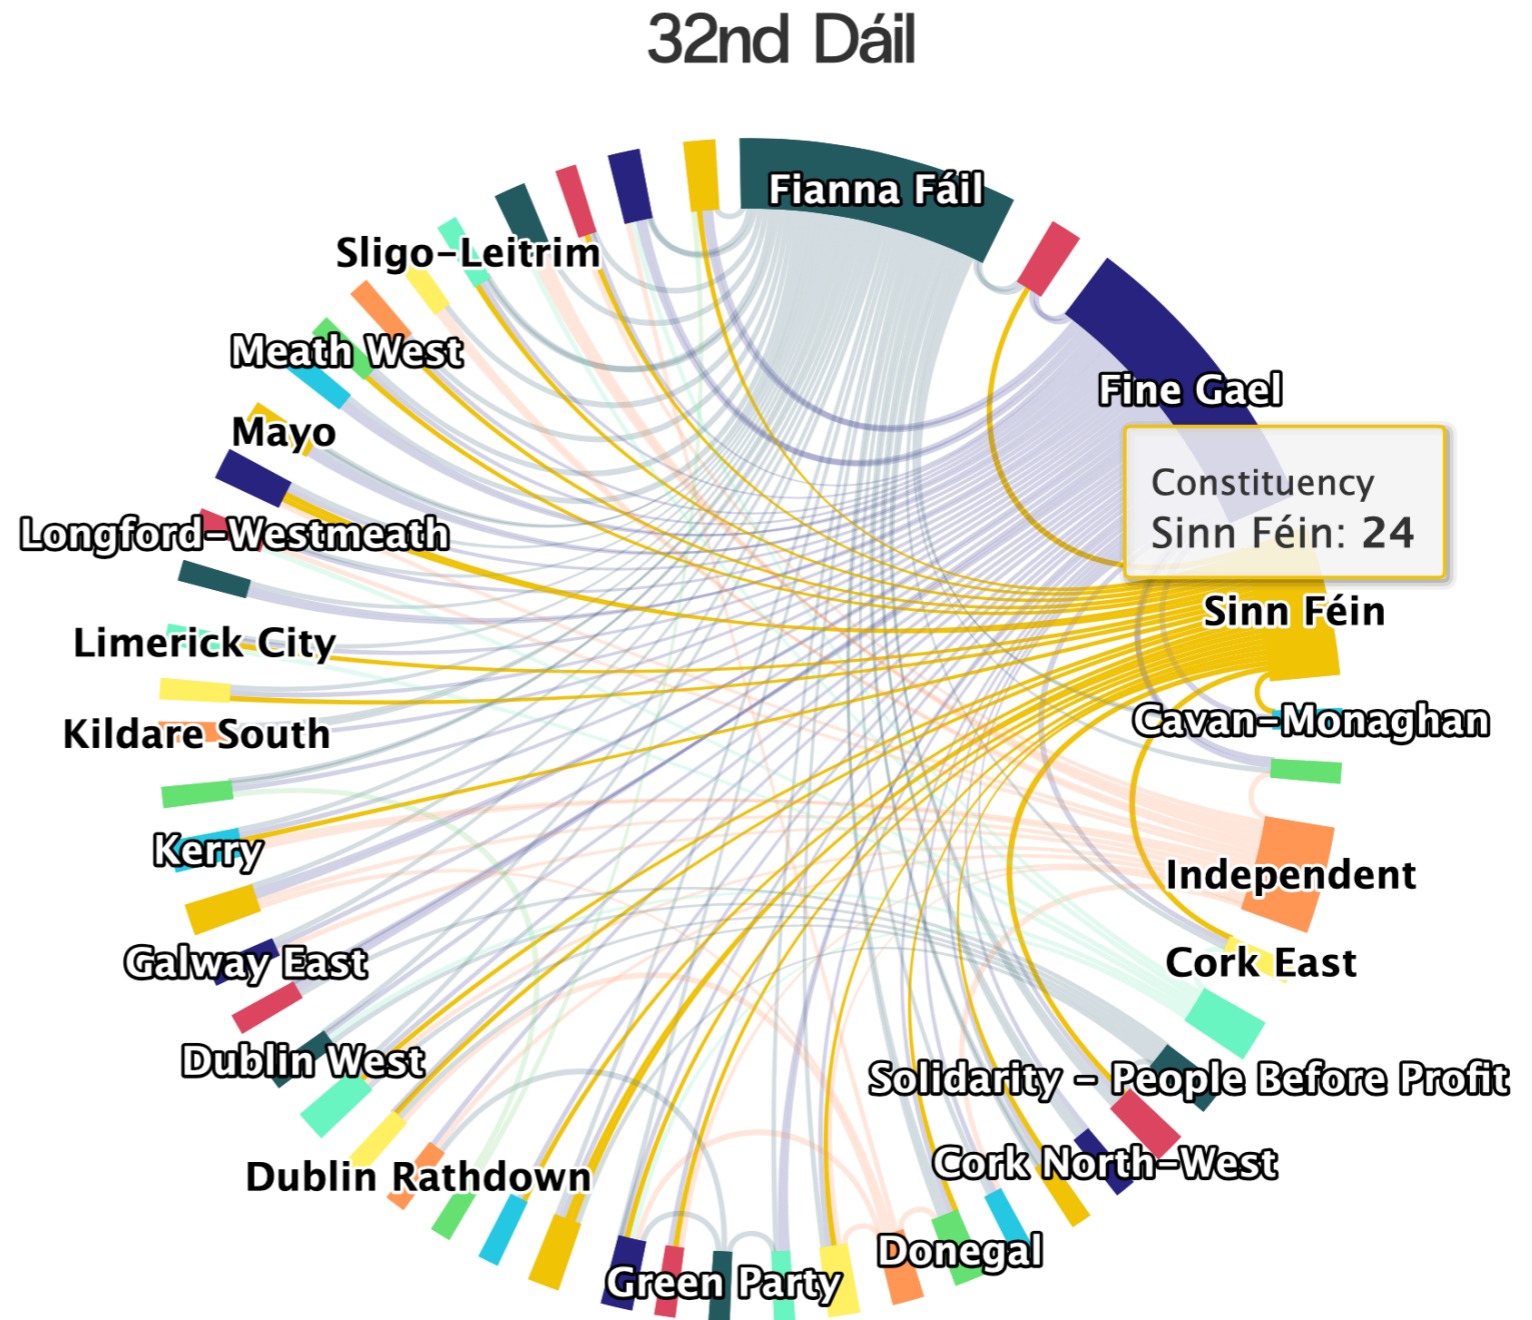 32nd Dáil
Fianna Fáil
Sligo-Leitrim
Meath West
Fine Gael
Mayo
Constituency
Sinn Féin: 24
Longford-Westmeath
Sinn Féin
Limerick City
Cavan-Monaghan
Kildare South
Kerry
Independent
Galway East
Cork East
Dublin West
Solidarity - People Before Profit
Cork North-West
Dublin Rathdown
Donegal
Green Party